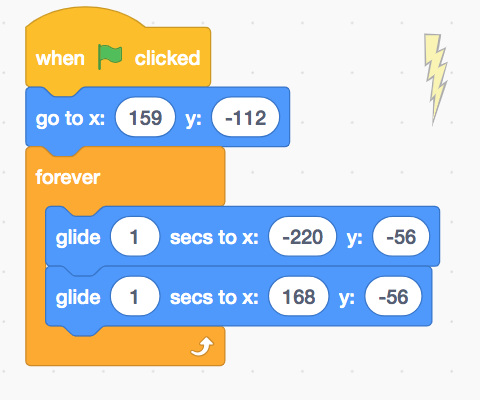 when clicked
go to x: 159 y: -112
forever
glide 1 secs to x: -220 y: -56
glide 1 secs to x: 168 y: -56